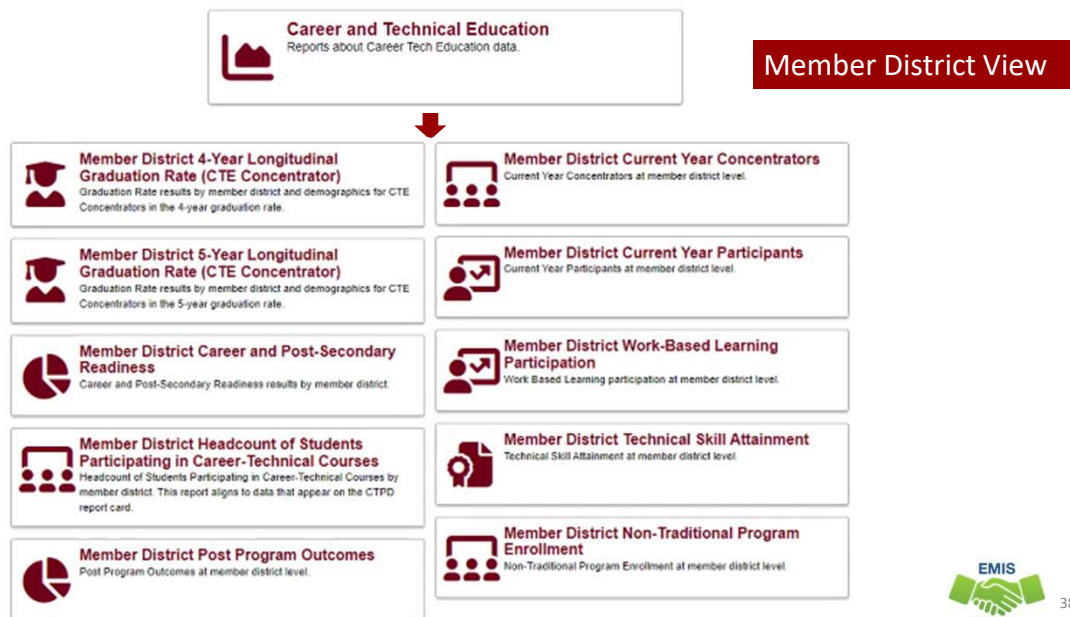 Career and Technical Education
Reports about Career Tech Education data.
Member District View
Member District 4-Year Longitudinal
Graduation Rate (CTE Concentrator)
Graduation Rate results by member district and demographics for CTE
Concentrators in the 4-year graduation rate.
Member District 5-Year Longitudinal
Graduation Rate (CTE Concentrator)
Graduation Rate results by member district and demographics for CTE
Concentrators in the 5-year graduation rate.
Member District Career and Post-Secondary
Readiness
Career and Post-Secondary Readiness results by member district.
Member District Headcount of Students
Participating in Career-Technical Courses
Headcount of Students Participating in Career-Technical Courses by
member district. This report aligns to data that appear on the CTPD
report card.
Member District Post Program Outcomes
Post Program Outcomes at member district level.
Member District Current Year Concentrators
Current Year Concentrators at member district level.
Member District Current Year Participants
Current Year Participants at member district level.
Member District Work-Based Learning
Participation
Work Based Learning participation at member district level.
Member District Technical Skill Attainment
Technical Skill Attainment at member district level.
Member District Non-Traditional Program
Enrollment
Non-Traditional Program Enrollment at member district level.
EMIS
38